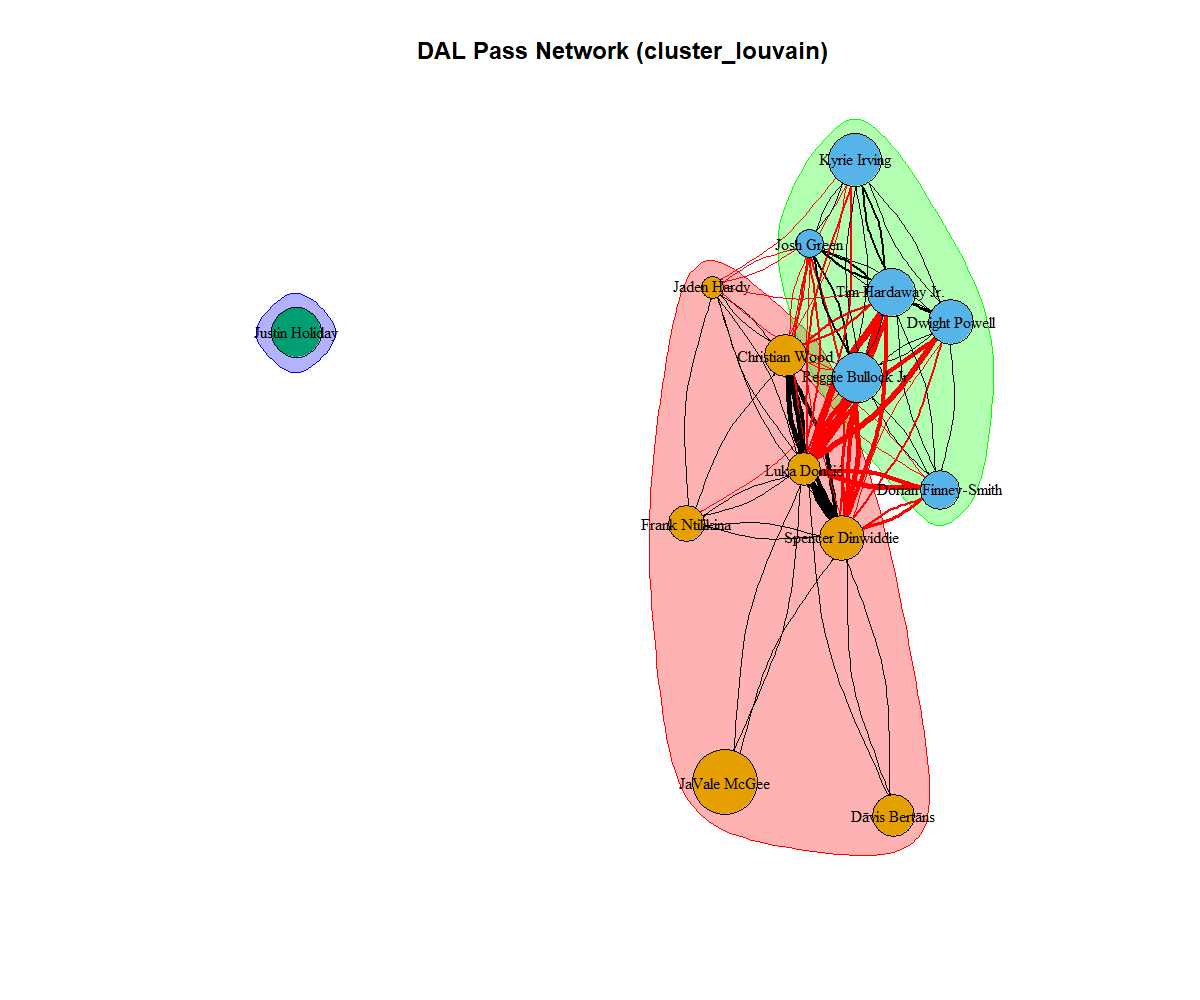 DAL Pass Network (cluster_louvain)
Kyrie Irving
Josh Green
Jaden Hardy
Tim Hardaway Jr.
Dwight Powell
Justin Holiday
Christian Wood
Reggie Bullock Jr.
Luka Dončić
Dorian Finney-Smith
Frank Ntilikina
Spencer Dinwiddie
JaVale McGee
Dāvis Bertāns